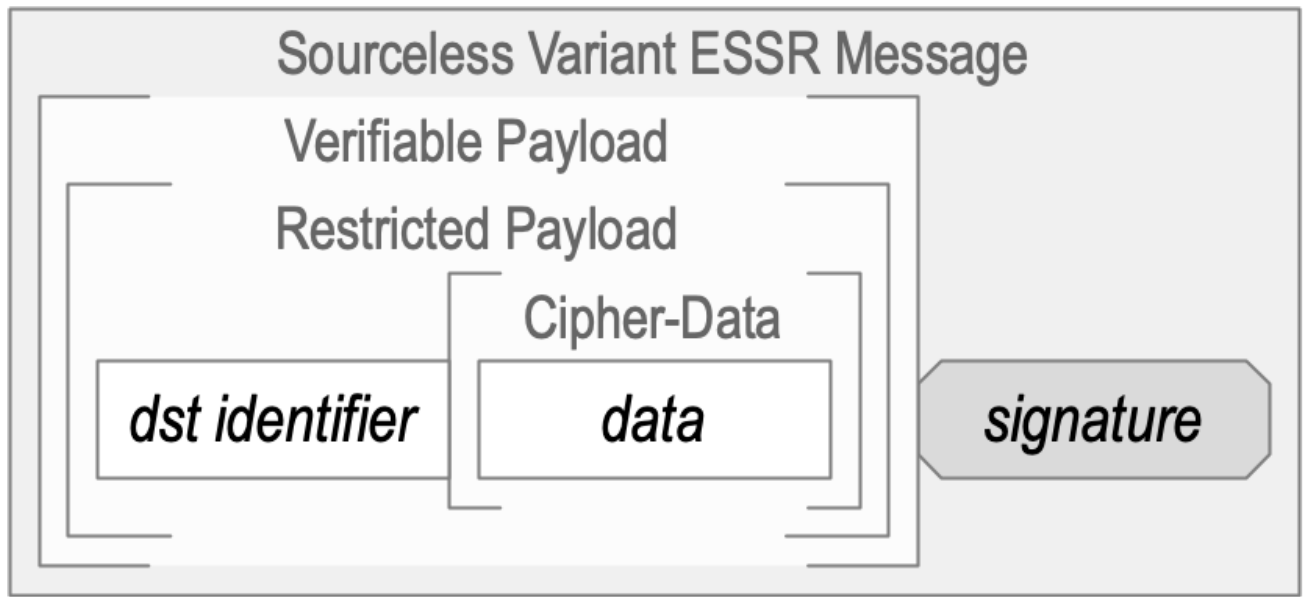 Sourceless Variant ESSR Message
Verifiable Payload
Restricted Payload
Cipher-Data
dst identifier data signature